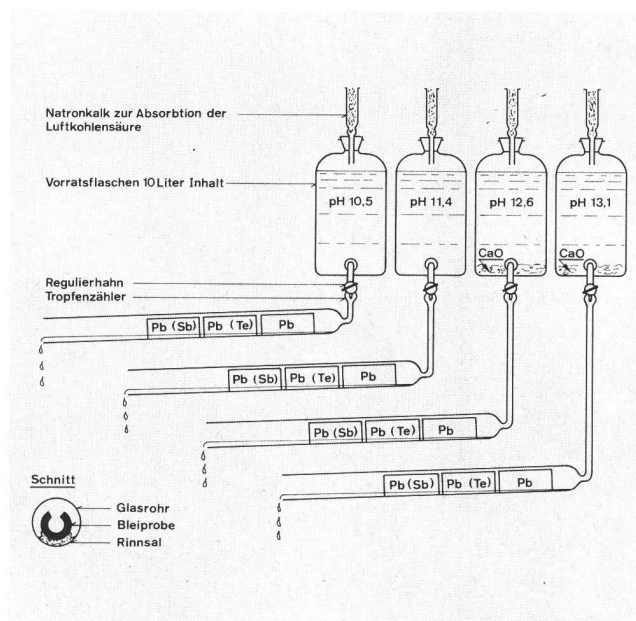 Natronkalk zur Absorbtion der
Luftkohlensäure
Vorratsflaschen 10 Liter Inhalt
pH 10,5
pH 11,4
pH 12,6
pH 13,1
CaO
CaO
Regulierhahn
Tropfenzähler
Pb (Sb) Pb (Te) Pb
Pb (Sb) Pb (Te) Pb
Pb (Sb) Pb (Te) Pb
Pb (Sb) Pb (Te) Pb
Schnitt
Glasrohr
Bleiprobe
Rinnsal